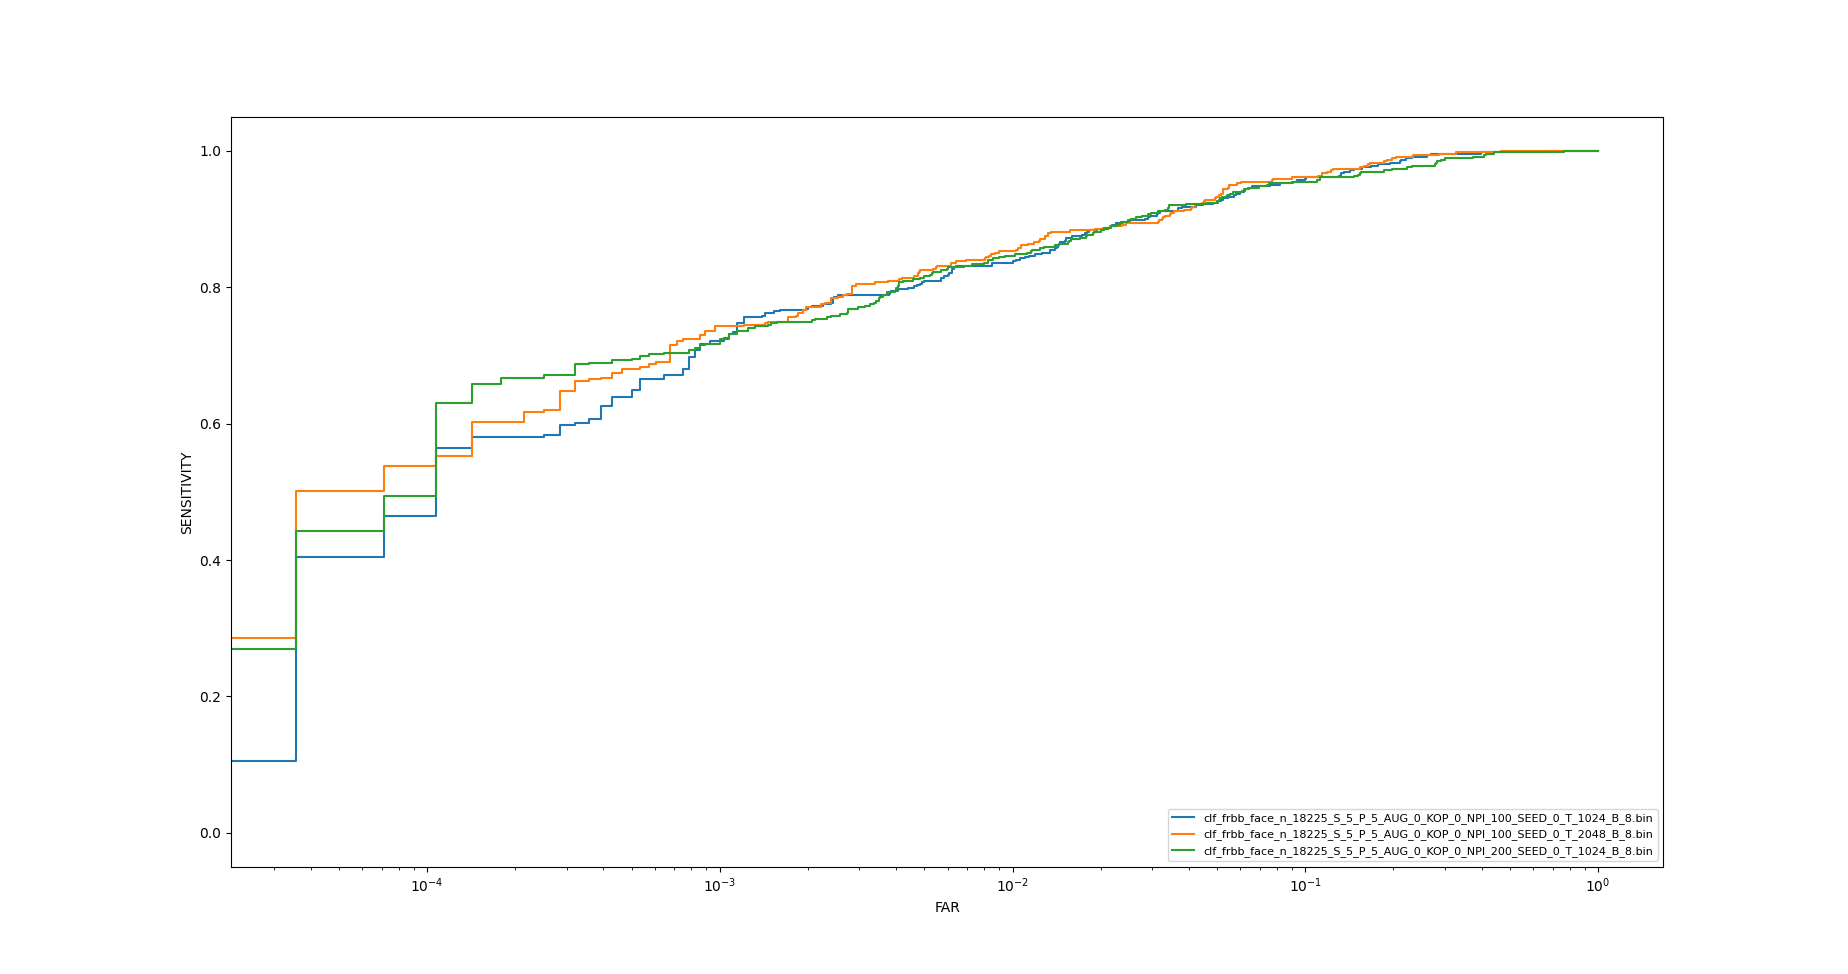 1.0
0.8
0.6
0.4
0.2
0.0
SENSITIVITY
10⁻⁴ 10⁻³ 10⁻² 10⁻¹ 10⁰
FAR
clf_frbb_face_n_18225_S_5_P_5_AUG_0_KOP_0_NPI_100_SEED_0_T_1024_B_8.bin
clf_frbb_face_n_18225_S_5_P_5_AUG_0_KOP_0_NPI_100_SEED_0_T_2048_B_8.bin
clf_frbb_face_n_18225_S_5_P_5_AUG_0_KOP_0_NPI_200_SEED_0_T_1024_B_8.bin